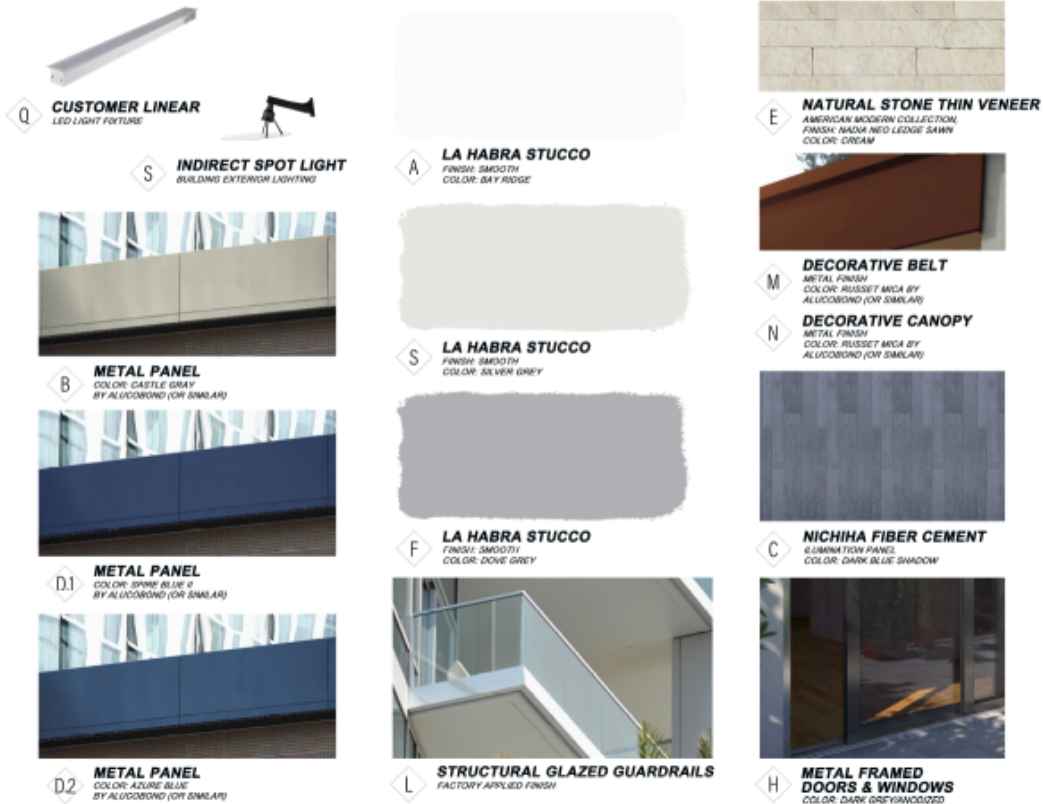 Q
CUSTOMER LINEAR
LED LIGHT FIXTURE
S
INDIRECT SPOT LIGHT
BUILDING EXTERIOR LIGHTING
B
METAL PANEL
COLOR: CASTLE GRAY
BY ALUCOBOND (OR SIMILAR)
D.1
METAL PANEL
COLOR: SPIRE BLUE II
BY ALUCOBOND (OR SIMILAR)
D.2
METAL PANEL
COLOR: AZURE BLUE
BY ALUCOBOND (OR SIMILAR)
A
LA HABRA STUCCO
FINISH: SMOOTH
COLOR: BAY RIDGE
S
LA HABRA STUCCO
FINISH: SMOOTH
COLOR: SILVER GREY
F
LA HABRA STUCCO
FINISH: SMOOTH
COLOR: DOVE GREY
L
STRUCTURAL GLAZED GUARDRAILS
FACTORY APPLIED FINISH
E
NATURAL STONE THIN VENEER
AMERICAN MODERN COLLECTION,
FINISH: NADIA NEO LEDGE SAWN
COLOR: CREAM
M
DECORATIVE BELT
METAL FINISH
COLOR: RUSSET MICA BY
ALUCOBOND (OR SIMILAR)
N
DECORATIVE CANOPY
METAL FINISH
COLOR: RUSSET MICA BY
ALUCOBOND (OR SIMILAR)
C
NICHIHA FIBER CEMENT
ILUMINATION PANEL
COLOR: DARK BLUE SHADOW
H
METAL FRAMED
DOORS & WINDOWS
COLOR: DARK GREY/ANODIZED